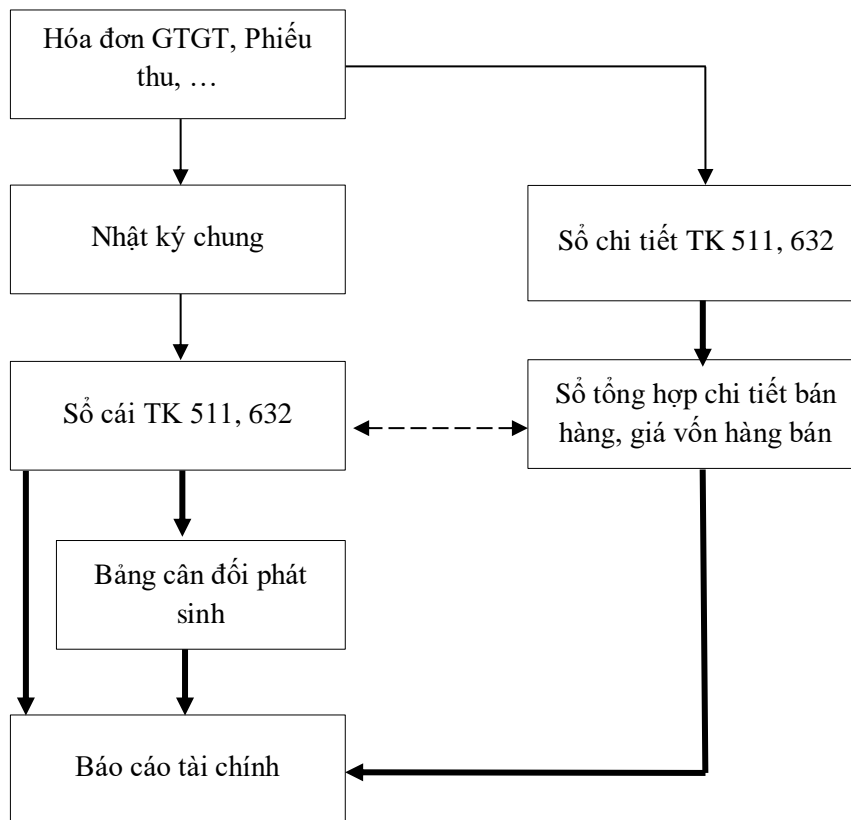 Hóa đơn GTGT, Phiếu
thu, …
Nhật ký chung
Sổ chi tiết TK 511, 632
Sổ cái TK 511, 632
Sổ tổng hợp chi tiết bán
hàng, giá vốn hàng bán
Bảng cân đối phát
sinh
Báo cáo tài chính